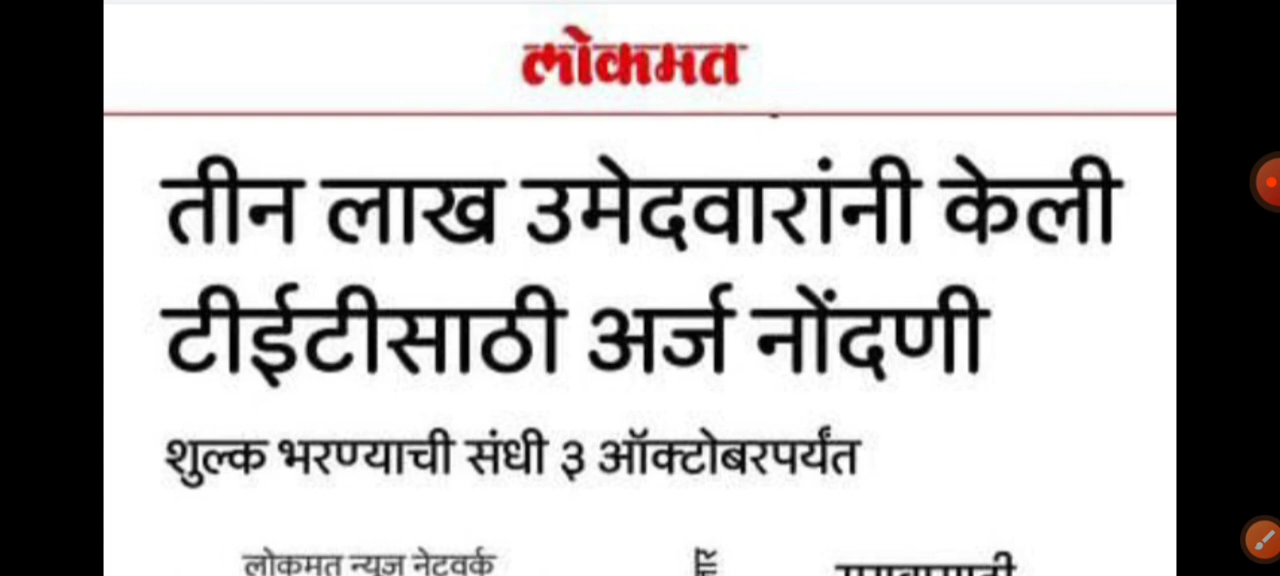 लोकमत
तीन लाख उमेदवारांनी केली
टीईटीसाठी अर्ज नोंदणी
शुल्क भरण्याची संधी ३ ऑक्टोबरपर्यंत
लोकमत न्यूज नेटवर्क